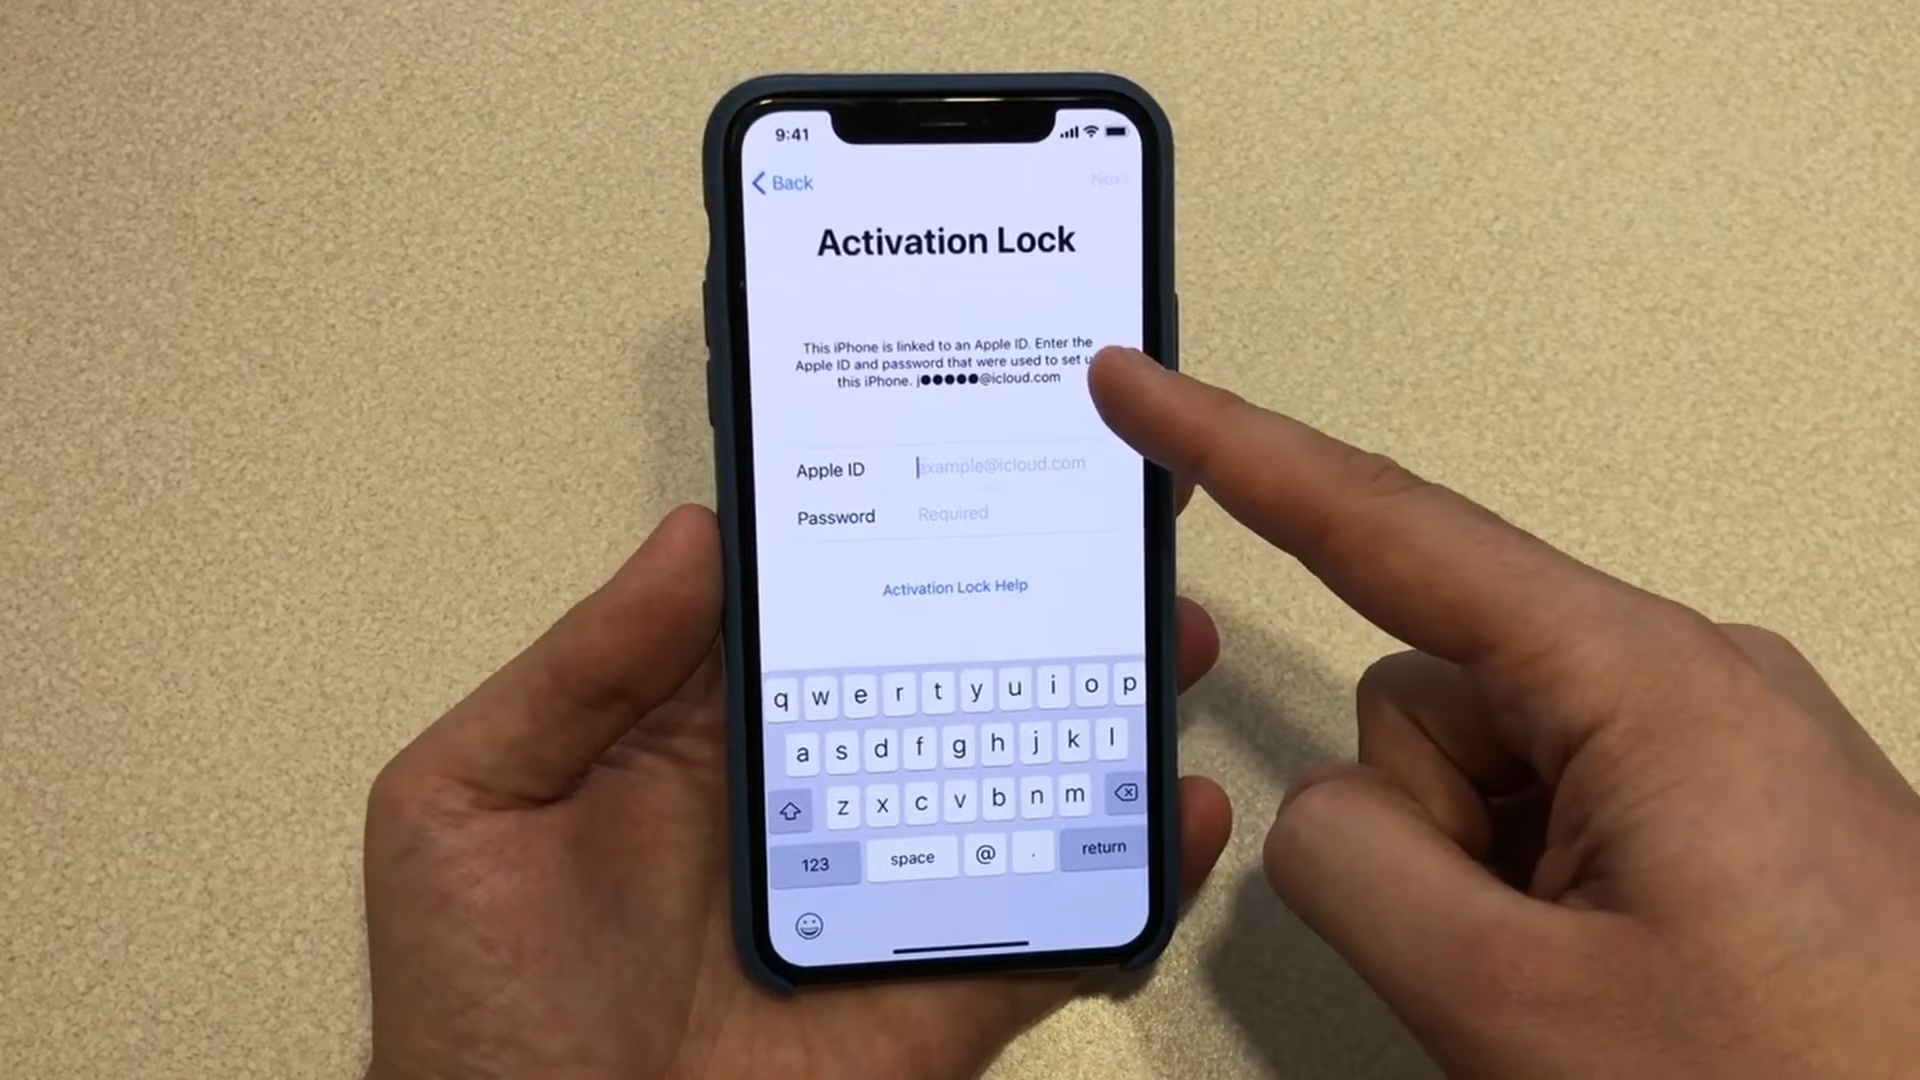 9:41
Back
Next
Activation Lock
This iPhone is linked to an Apple ID. Enter the
Apple ID and password that were used to set u
this iPhone. j●●●●●@icloud.com
Apple ID example@icloud.com
Password Required
Activation Lock Help
q w e r t y u i o p
a s d f g h j k l
z x c v b n m
123 space @ . return